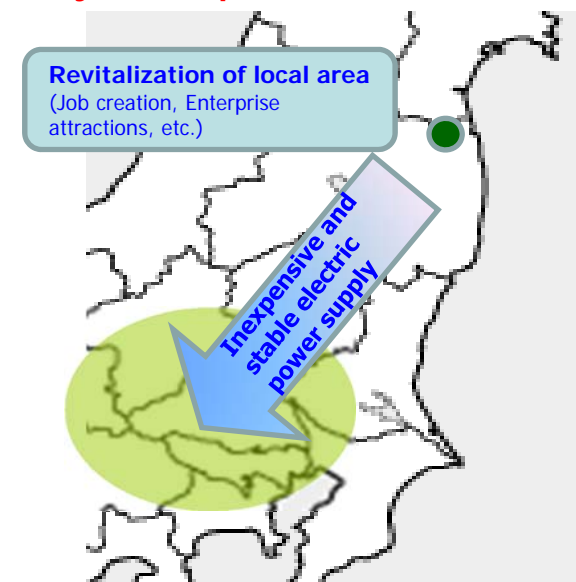 Revitalization of local area
(Job creation, Enterprise
attractions, etc.)
Inexpensive and
stable electric
power supply